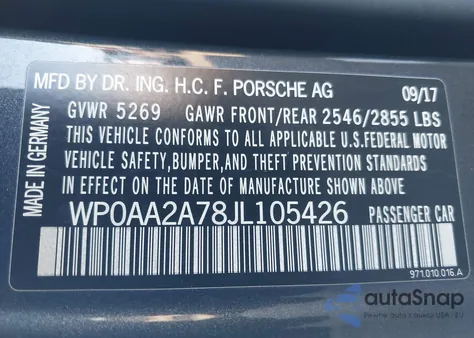 MFD BY DR. ING. H.C. F. PORSCHE AG 09/17
GVWR 5269 GAWR FRONT/REAR 2546/2855 LBS
THIS VEHICLE CONFORMS TO ALL APPLICABLE U.S.FEDERAL MOTOR
VEHICLE SAFETY,BUMPER,AND THEFT PREVENTION STANDARDS
IN EFFECT ON THE DATE OF MANUFACTURE SHOWN ABOVE
WP0AA2A78JL105426 PASSENGER CAR
MADE IN GERMANY
971.010.016.A
autoSnap